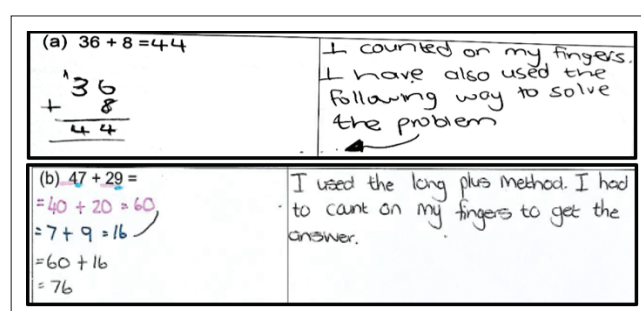 (a) 36 + 8 = 44
1
36
+ 8
44
I counted on my fingers.
I have also used the
following way to solve
the problem
(b) 47 + 29 =
= 40 + 20 = 60
= 7 + 9 = 16
= 60 + 16
= 76
I used the long plus method. I had
to count on my fingers to get the
answer.